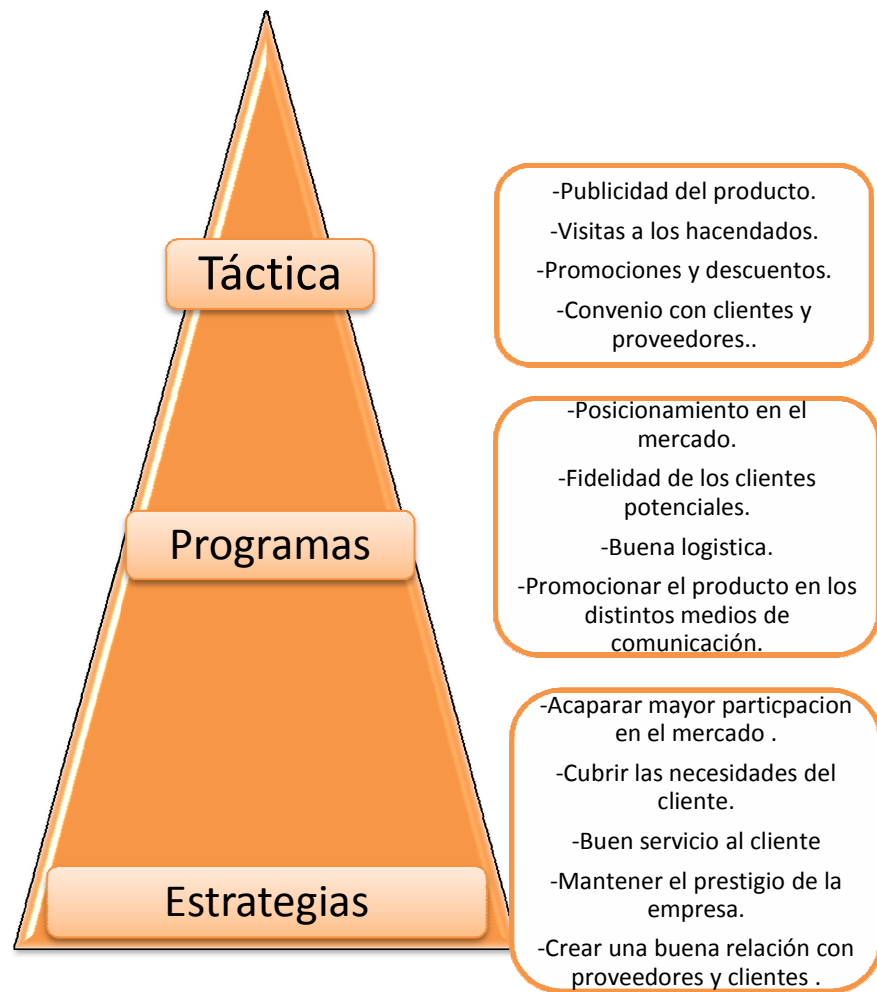 Táctica
-Publicidad del producto.
-Visitas a los hacendados.
-Promociones y descuentos.
-Convenio con clientes y
proveedores..
Programas
-Posicionamiento en el
mercado.
-Fidelidad de los clientes
potenciales.
-Buena logistica.
-Promocionar el producto en los
distintos medios de
comunicación.
Estrategias
-Acaparar mayor particpacion
en el mercado .
-Cubrir las necesidades del
cliente.
-Buen servicio al cliente
-Mantener el prestigio de la
empresa.
-Crear una buena relación con
proveedores y clientes .